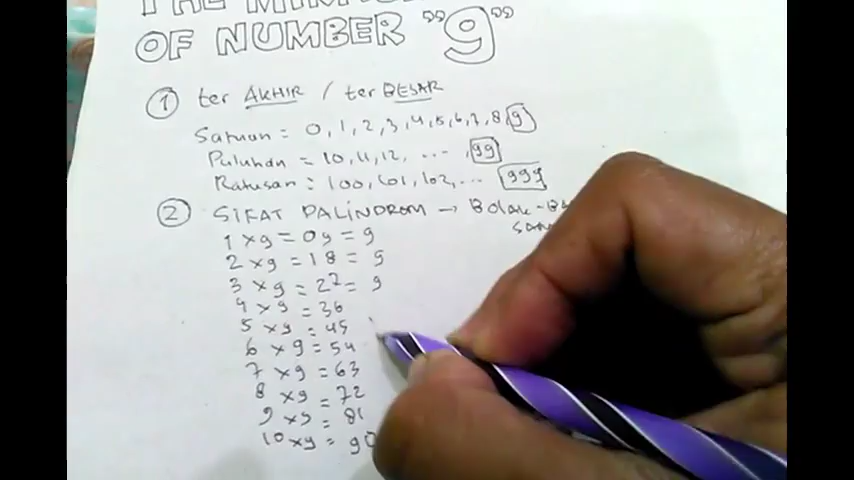 OF NUMBER "9"
1 ter AKHIR / ter BESAR
Satuan = 0, 1, 2, 3, 4, 5, 6, 7, 8, 9
Puluhan = 10, 11, 12, ... , 99
Ratusan = 100, 101, 102, ... 999
2 SIFAT PALINDROM → Bolak-B
1 x 9 = 09 = 9
2 x 9 = 18 = 9
3 x 9 = 27 = 9
4 x 9 = 36
5 x 9 = 45
6 x 9 = 54
7 x 9 = 63
8 x 9 = 72
9 x 9 = 81
10 x 9 = 90